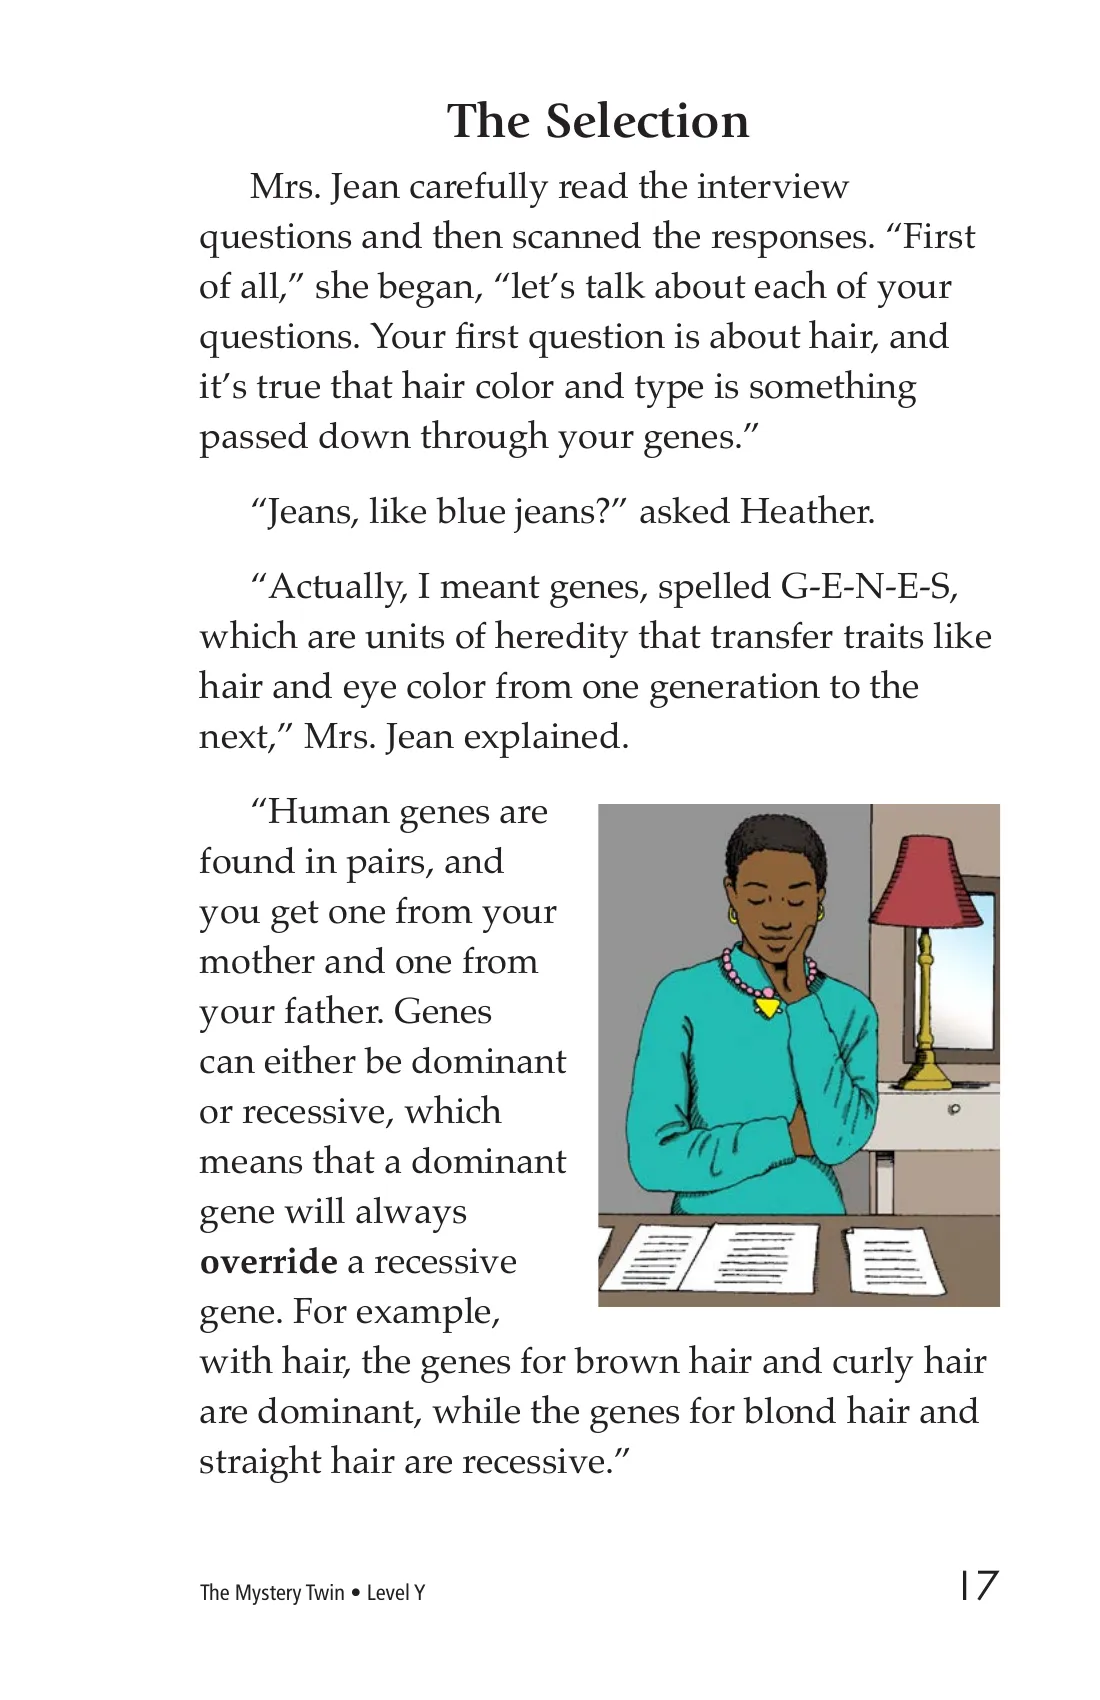 The Selection
Mrs. Jean carefully read the interview
questions and then scanned the responses. “First
of all,” she began, “let’s talk about each of your
questions. Your first question is about hair, and
it’s true that hair color and type is something
passed down through your genes.”
“Jeans, like blue jeans?” asked Heather.
“Actually, I meant genes, spelled G-E-N-E-S,
which are units of heredity that transfer traits like
hair and eye color from one generation to the
next,” Mrs. Jean explained.
“Human genes are
found in pairs, and
you get one from your
mother and one from
your father. Genes
can either be dominant
or recessive, which
means that a dominant
gene will always
override a recessive
gene. For example,
with hair, the genes for brown hair and curly hair
are dominant, while the genes for blond hair and
straight hair are recessive.”
The Mystery Twin • Level Y
17